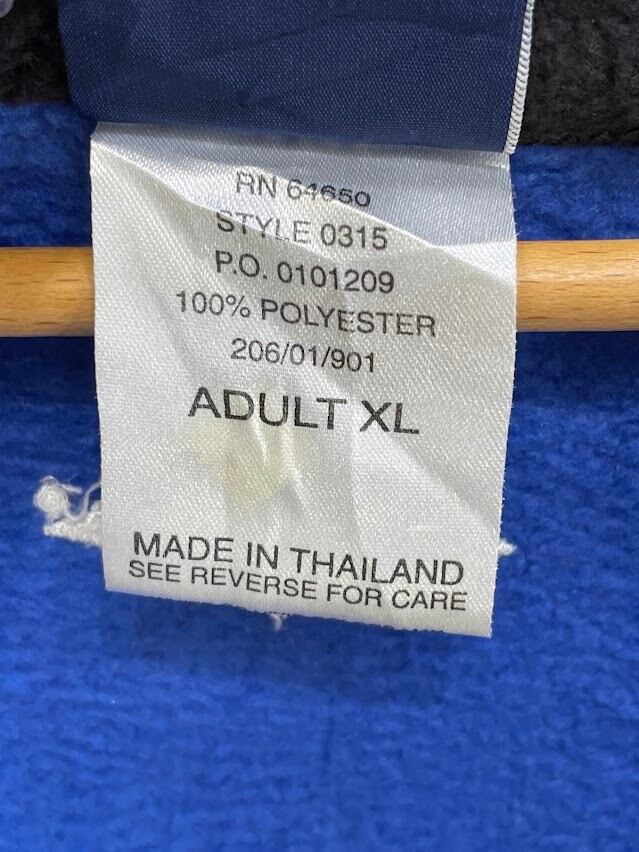 RN 64650
STYLE 0315
P.O. 0101209
100% POLYESTER
206/01/901
ADULT XL
MADE IN THAILAND
SEE REVERSE FOR CARE